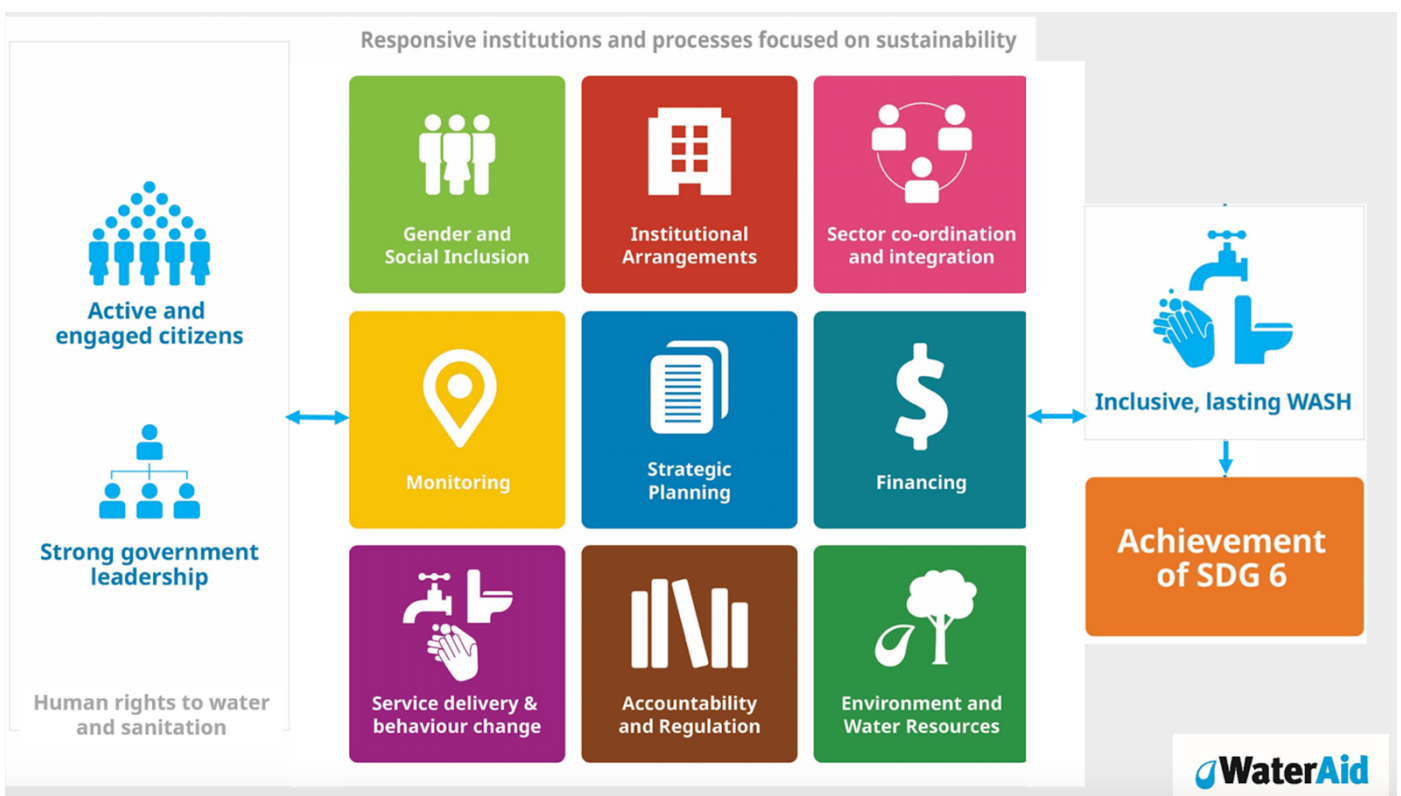 Responsive institutions and processes focused on sustainability
Active and
engaged citizens
Strong government
leadership
Human rights to water
and sanitation
Gender and
Social Inclusion
Institutional
Arrangements
Sector co-ordination
and integration
Monitoring
Strategic
Planning
Financing
Service delivery &
behaviour change
Accountability
and Regulation
Environment and
Water Resources
Inclusive, lasting WASH
Achievement
of SDG 6
WaterAid